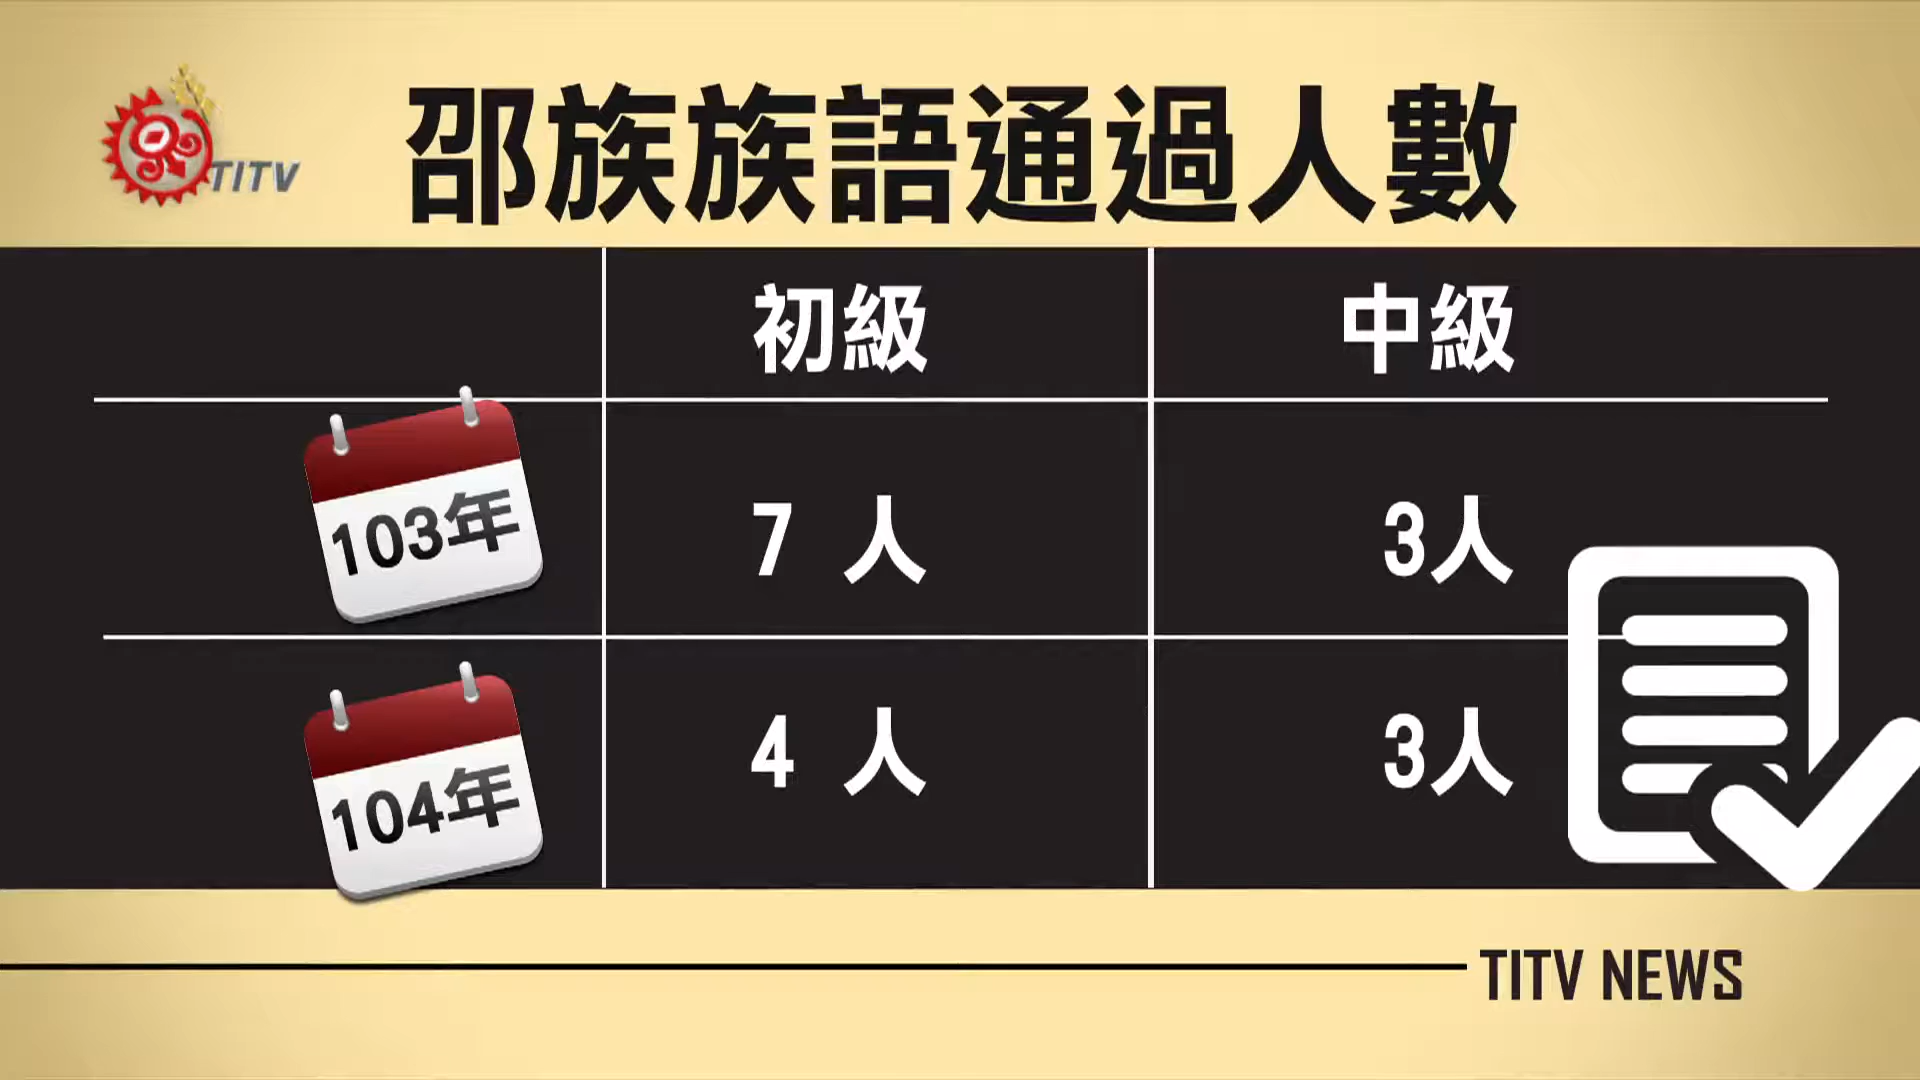 TITV
邵族族語通過人數
初級 中級
103年 7 人 3人
104年 4 人 3人
TITV NEWS